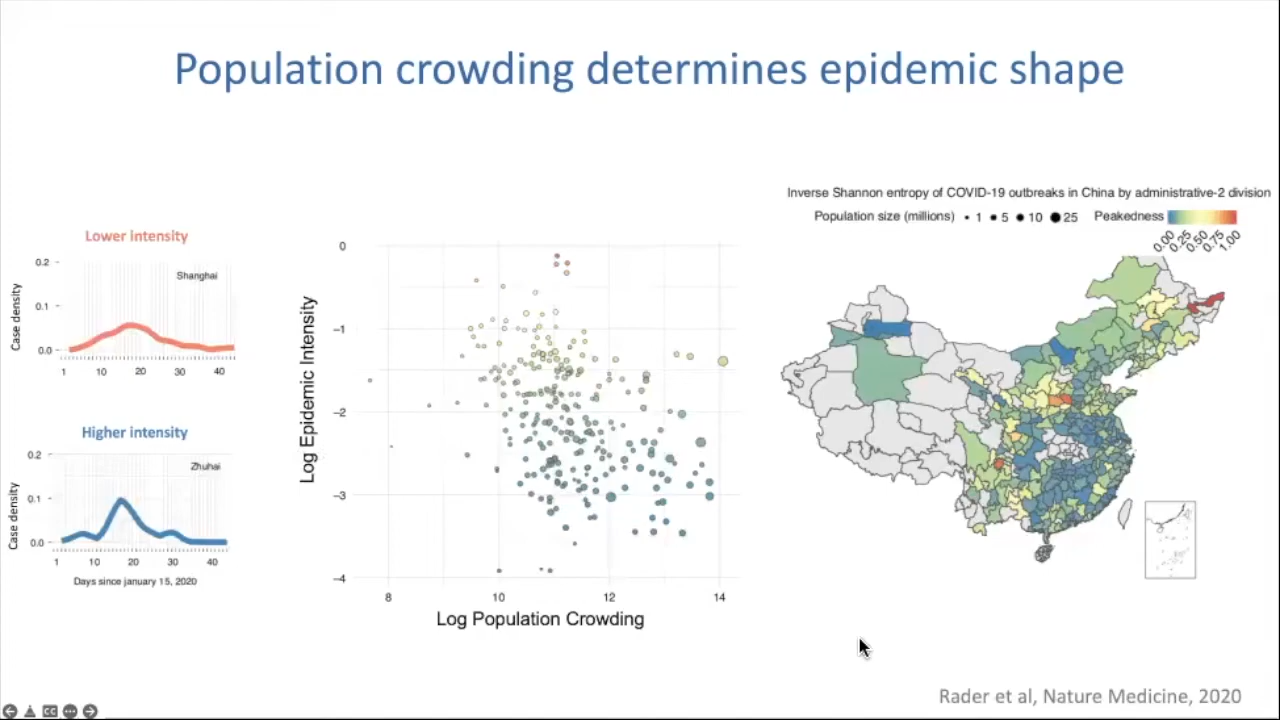 Population crowding determines epidemic shape
Lower intensity
Shanghai
Case density
0.2
0.1
0.0
1 10 20 30 40
Higher intensity
Zhuhai
Case density
0.2
0.1
0.0
1 10 20 30 40
Days since january 15, 2020
Log Epidemic Intensity
0
−1
−2
−3
−4
8 10 12 14
Log Population Crowding
Inverse Shannon entropy of COVID-19 outbreaks in China by administrative-2 division
Population size (millions) 1 5 10 25 Peakedness
0.00 0.25 0.50 0.75 1.00
Rader et al, Nature Medicine, 2020